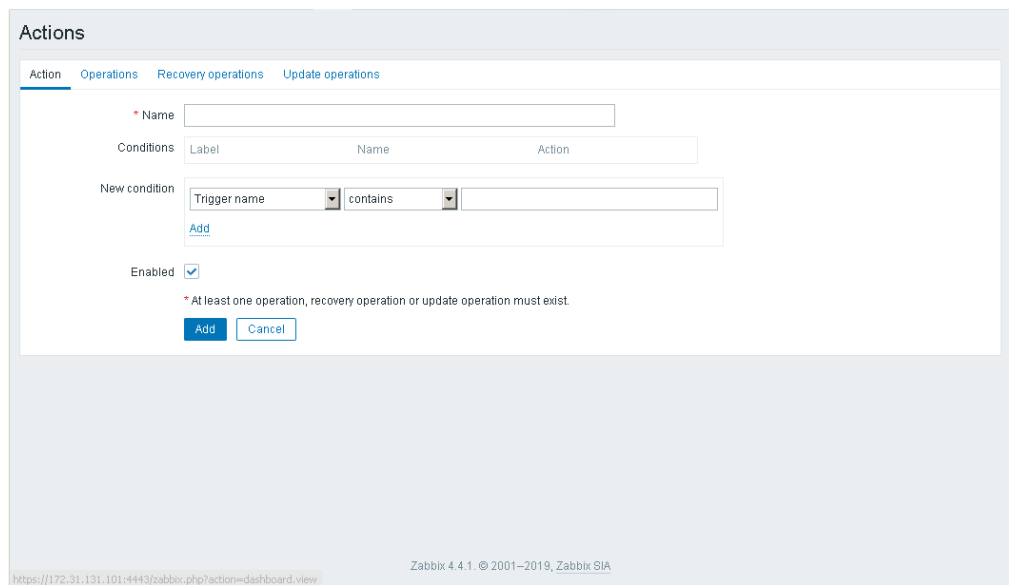 Actions
Action Operations Recovery operations Update operations
* Name
Conditions Label Name Action
New condition Trigger name contains
Add
Enabled
* At least one operation, recovery operation or update operation must exist.
Add Cancel
Zabbix 4.4.1. © 2001–2019, Zabbix SIA
https://172.31.131.101:4443/zabbix.php?action=dashboard.view